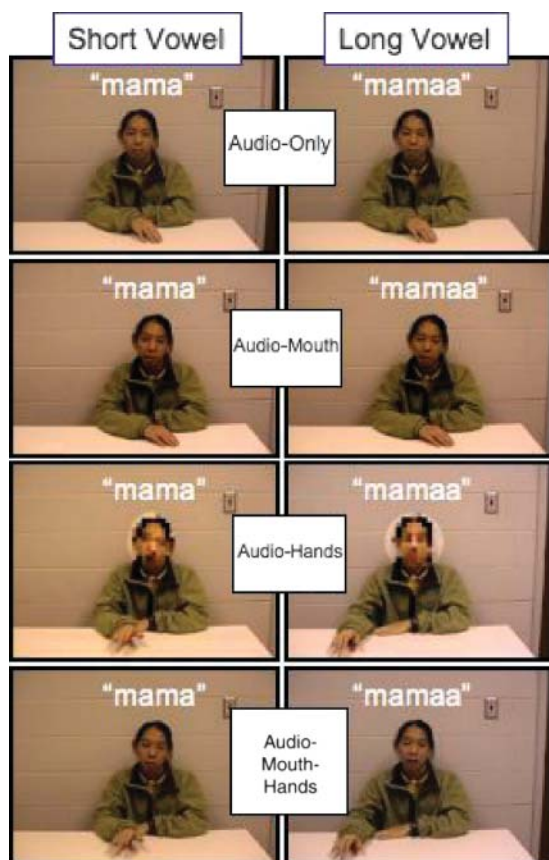 Short Vowel
Long Vowel
“mama”
“mamaa”
Audio-Only
“mama”
“mamaa”
Audio-Mouth
“mama”
“mamaa”
Audio-Hands
“mama”
“mamaa”
Audio-
Mouth-
Hands